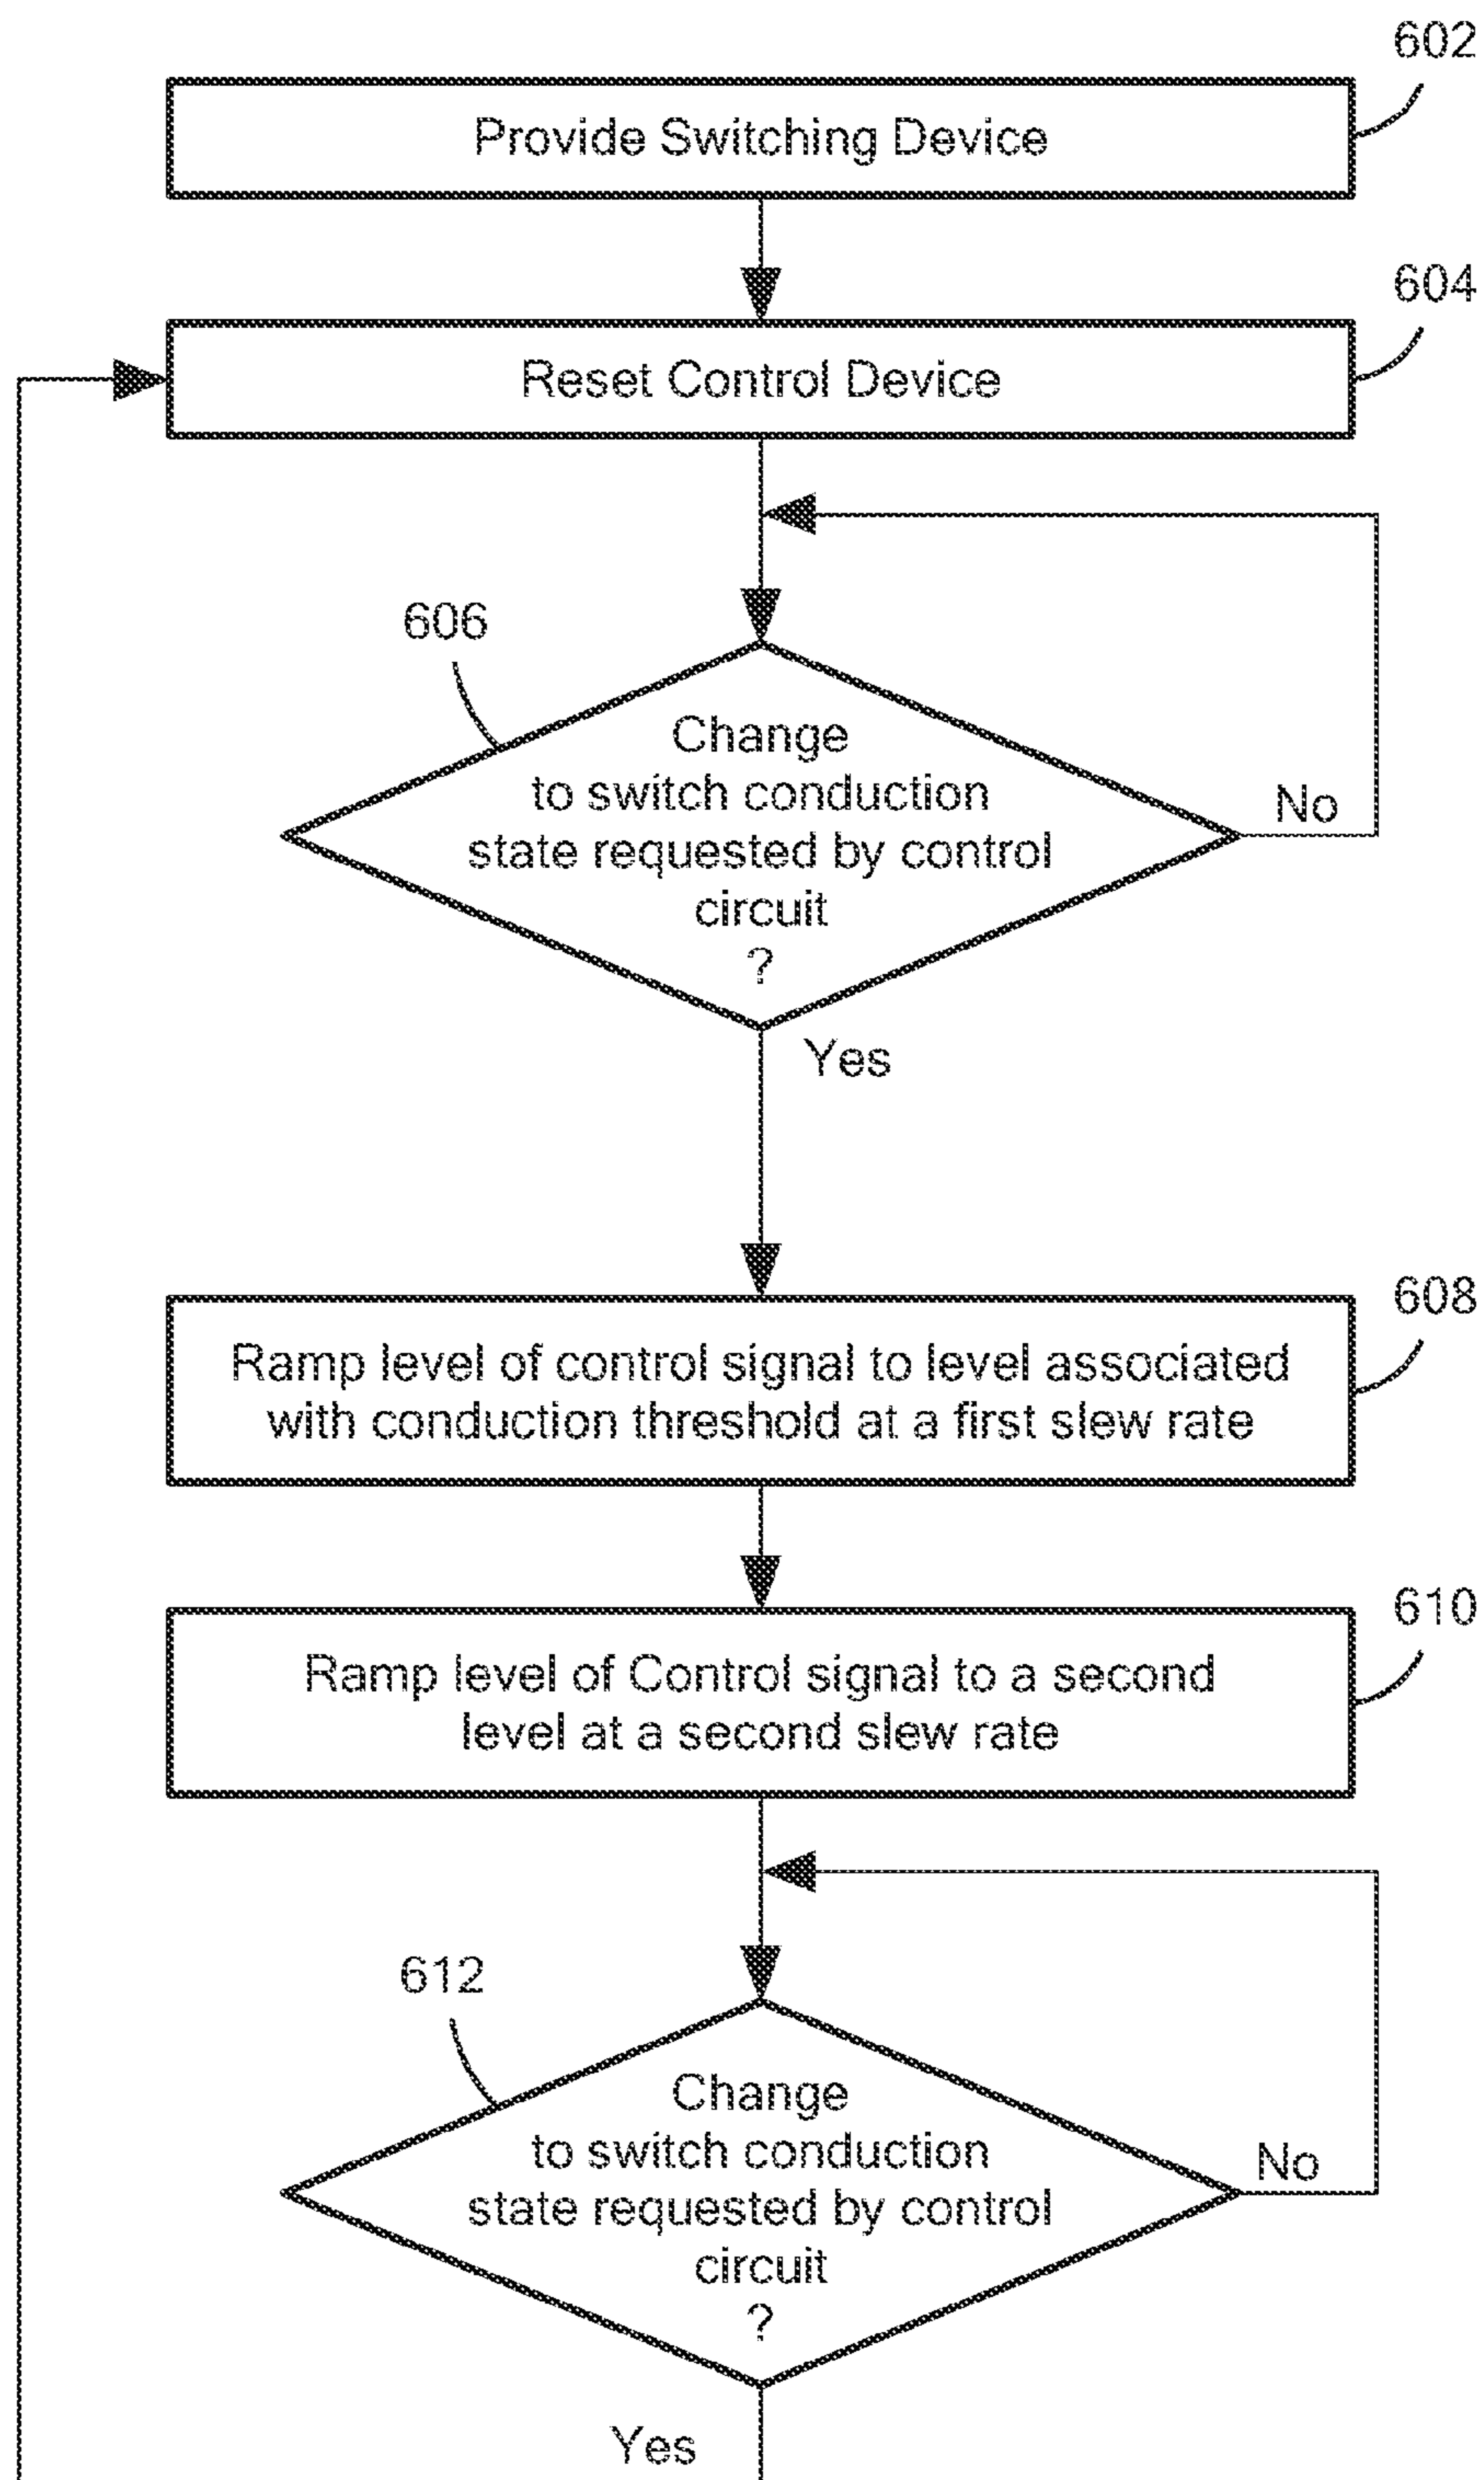 602
Provide Switching Device
604
Reset Control Device
606
Change
to switch conduction
state requested by control
circuit
?
No
Yes
608
Ramp level of control signal to level associated
with conduction threshold at a first slew rate
610
Ramp level of Control signal to a second
level at a second slew rate
612
Change
to switch conduction
state requested by control
circuit
?
No
Yes